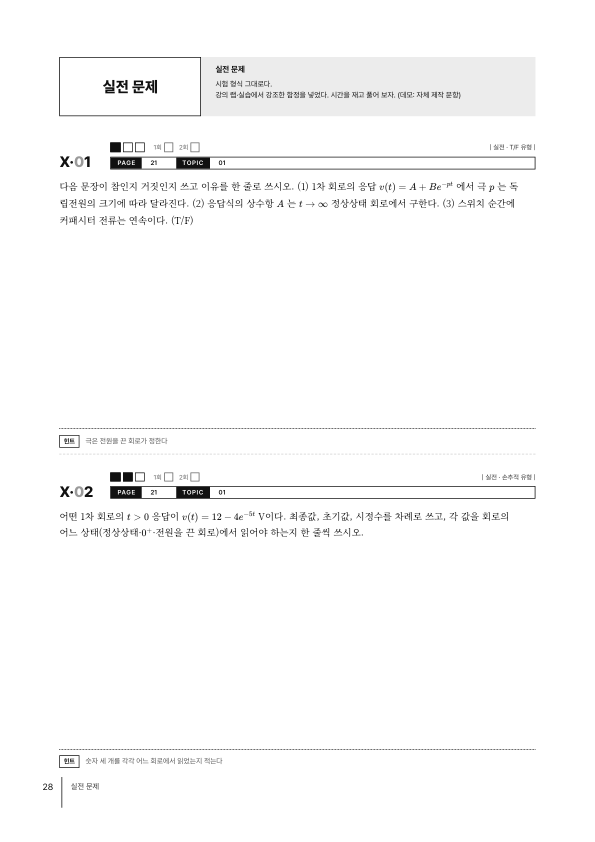 실전 문제
실전 문제
시험 형식 그대로다.
강의 랩·실습에서 강조한 함정을 넣었다. 시간을 재고 풀어 보자. (데모: 자체 제작 문항)
1회 2회 | 실전 · T/F 유형 |
X·01 PAGE 21 TOPIC 01
다음 문장이 참인지 거짓인지 쓰고 이유를 한 줄로 쓰시오. (1) 1차 회로의 응답 v(t) = A + Be^{-pt} 에서 극 p 는 독
립전원의 크기에 따라 달라진다. (2) 응답식의 상수항 A 는 t → ∞ 정상상태 회로에서 구한다. (3) 스위치 순간에
커패시터 전류는 연속이다. (T/F)
힌트 극은 전원을 끈 회로가 정한다
1회 2회 | 실전 · 손추적 유형 |
X·02 PAGE 21 TOPIC 01
어떤 1차 회로의 t > 0 응답이 v(t) = 12 − 4e^{−5t} V이다. 최종값, 초기값, 시정수를 차례로 쓰고, 각 값을 회로의
어느 상태(정상상태·0⁺·전원을 끈 회로)에서 읽어야 하는지 한 줄씩 쓰시오.
힌트 숫자 세 개를 각각 어느 회로에서 읽었는지 적는다
28 실전 문제